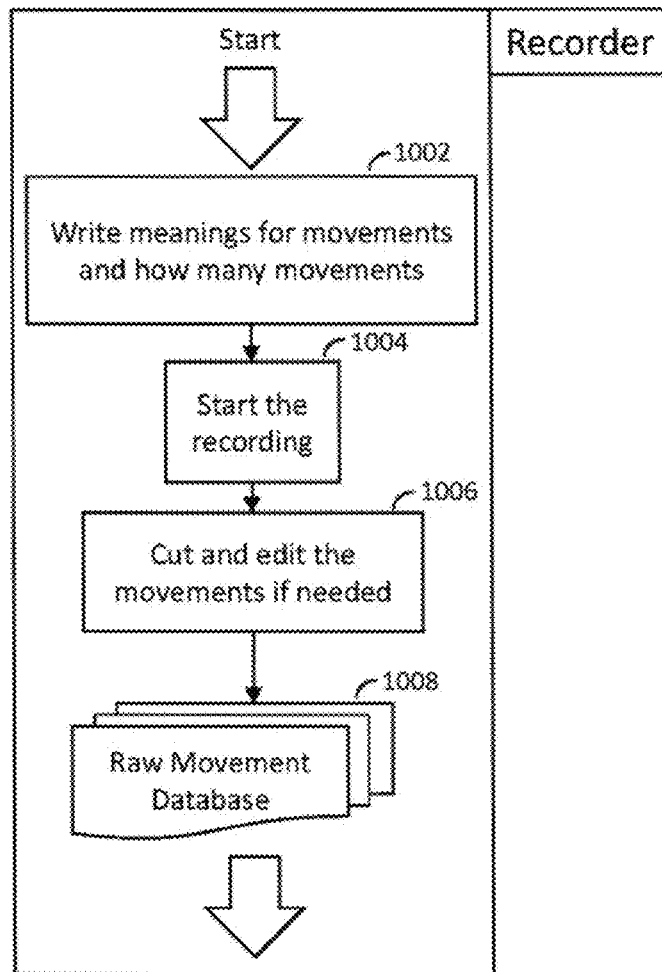 Start
Recorder
1002
Write meanings for movements
and how many movements
1004
Start the
recording
1006
Cut and edit the
movements if needed
1008
Raw Movement
Database